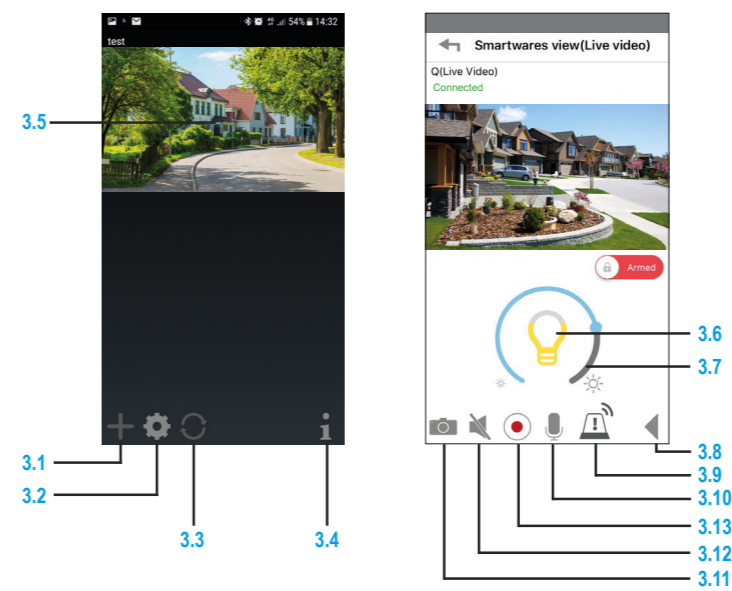 54% 14:32
test
3.5
3.1
3.2
3.3
3.4
Smartwares view(Live video)
Q(Live Video)
Connected
Armed
3.6
3.7
3.8
3.9
3.10
3.13
3.12
3.11